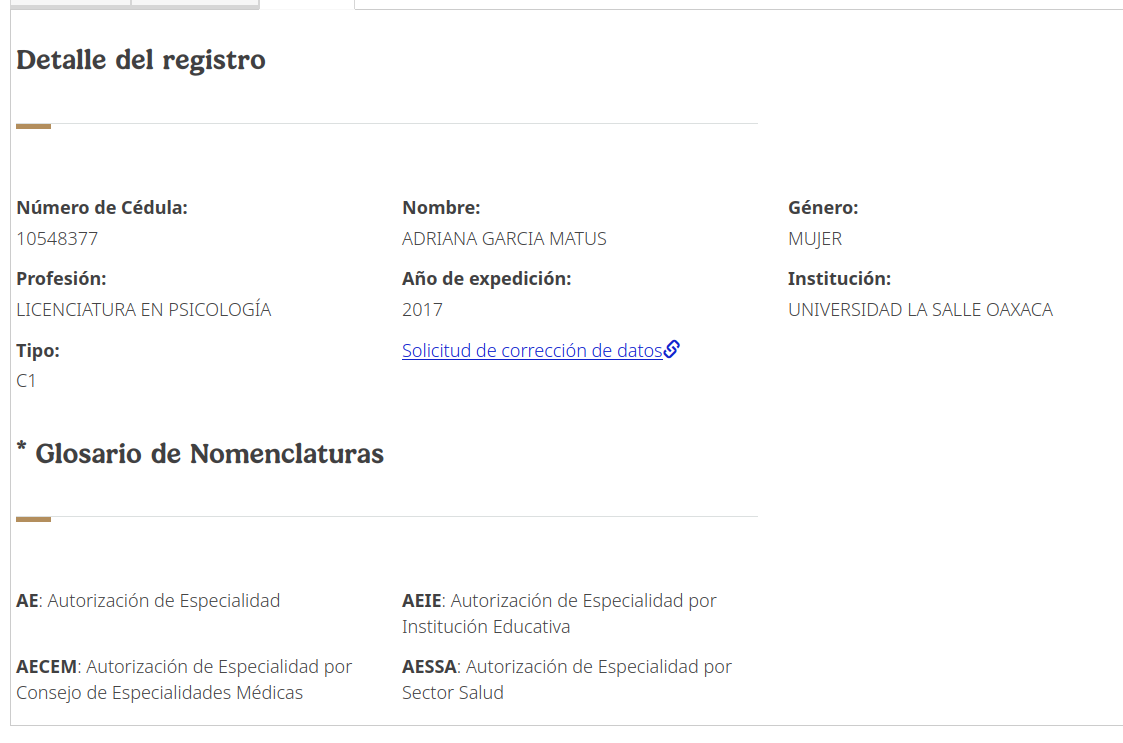 Detalle del registro
Número de Cédula:
10548377
Nombre:
ADRIANA GARCIA MATUS
Género:
MUJER
Profesión:
LICENCIATURA EN PSICOLOGÍA
Año de expedición:
2017
Institución:
UNIVERSIDAD LA SALLE OAXACA
Tipo:
C1
Solicitud de corrección de datos
* Glosario de Nomenclaturas
AE: Autorización de Especialidad
AEIE: Autorización de Especialidad por
Institución Educativa
AECEM: Autorización de Especialidad por
Consejo de Especialidades Médicas
AESSA: Autorización de Especialidad por
Sector Salud